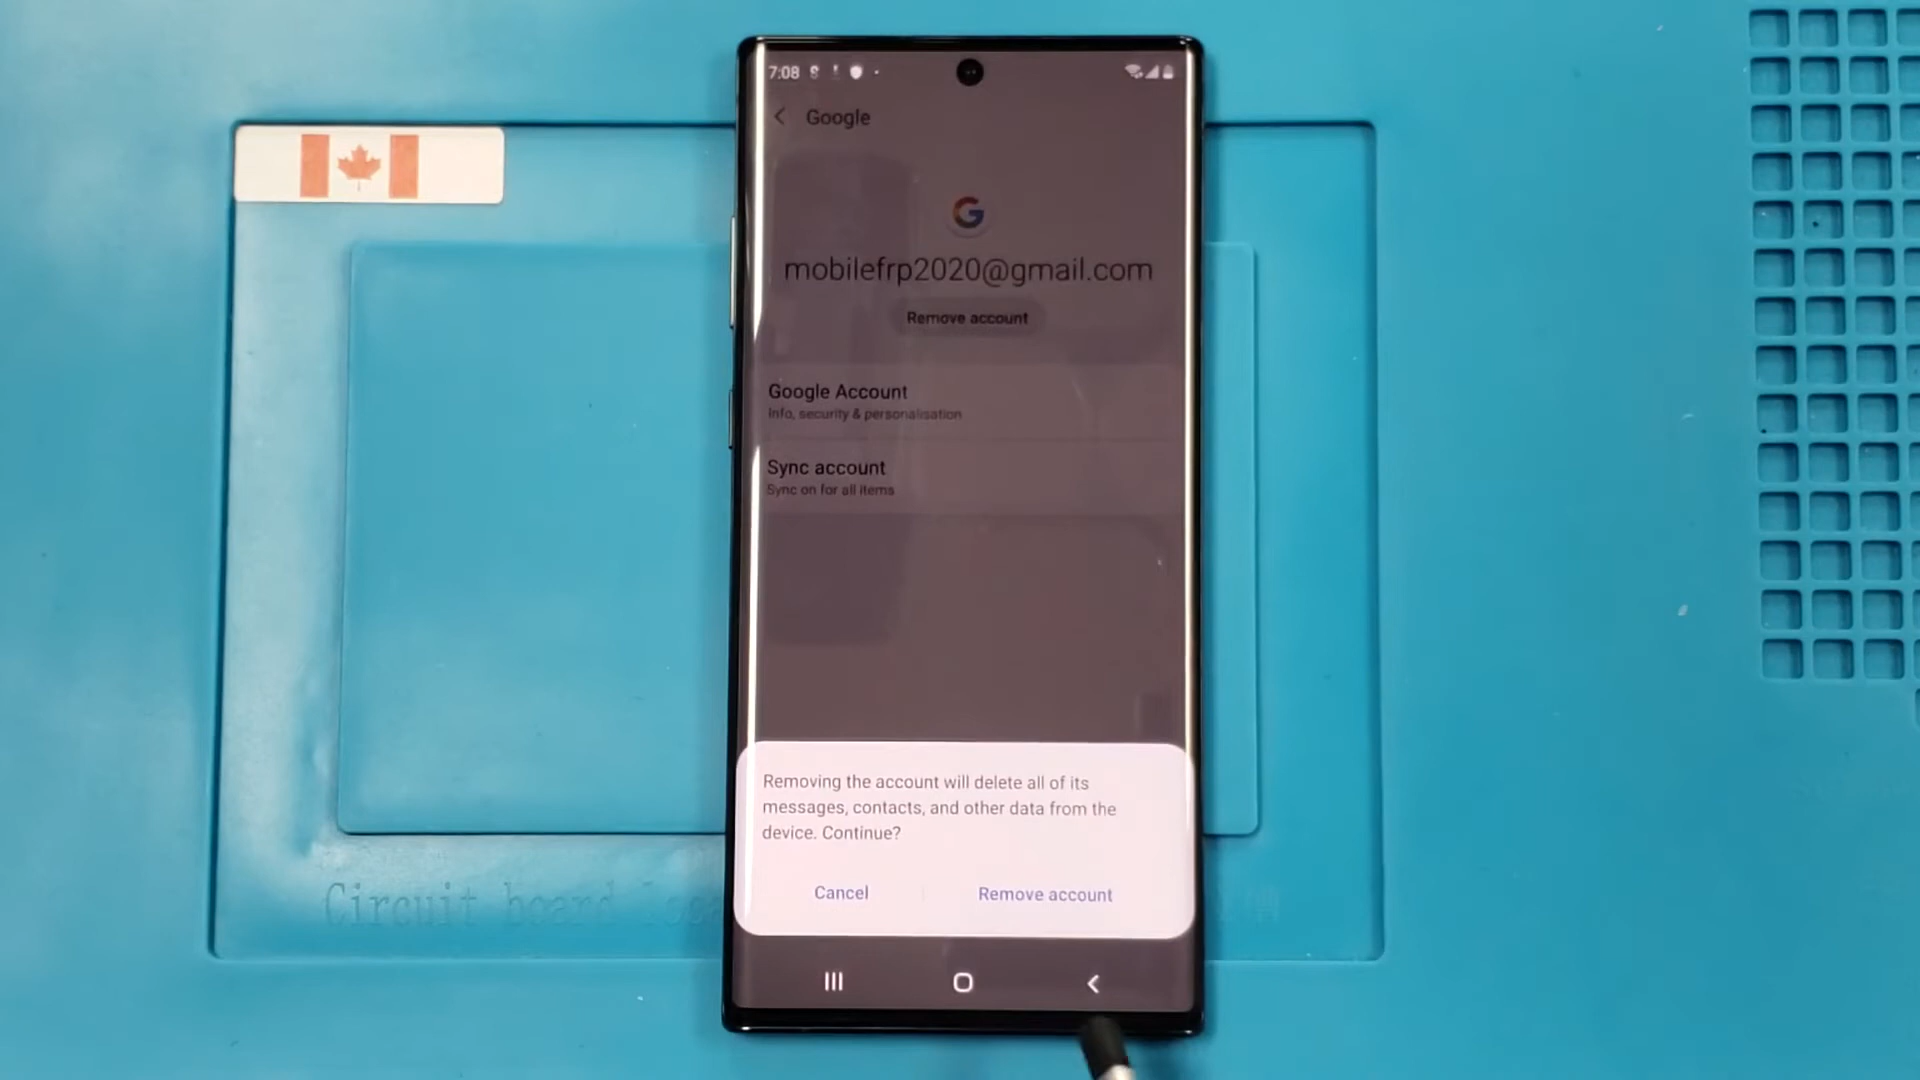 7:08
Google
G
mobilefrp2020@gmail.com
Remove account
Google Account
Info, security & personalisation
Sync account
Sync on for all items
Removing the account will delete all of its
messages, contacts, and other data from the
device. Continue?
Cancel
Remove account
Circuit board